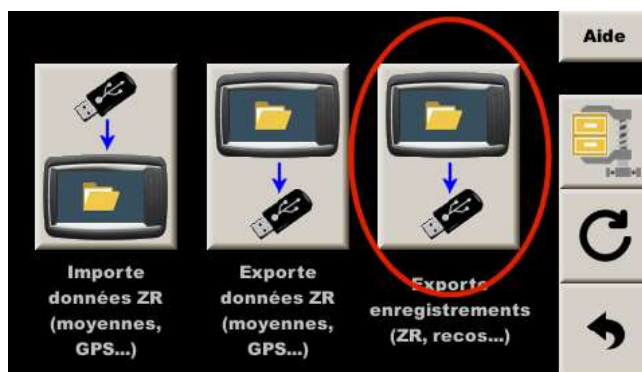 Aide
Importe
données ZR
(moyennes,
GPS...)
Exporte
données ZR
(moyennes,
GPS...)
Exporte
enregistrements
(ZR, recos...)